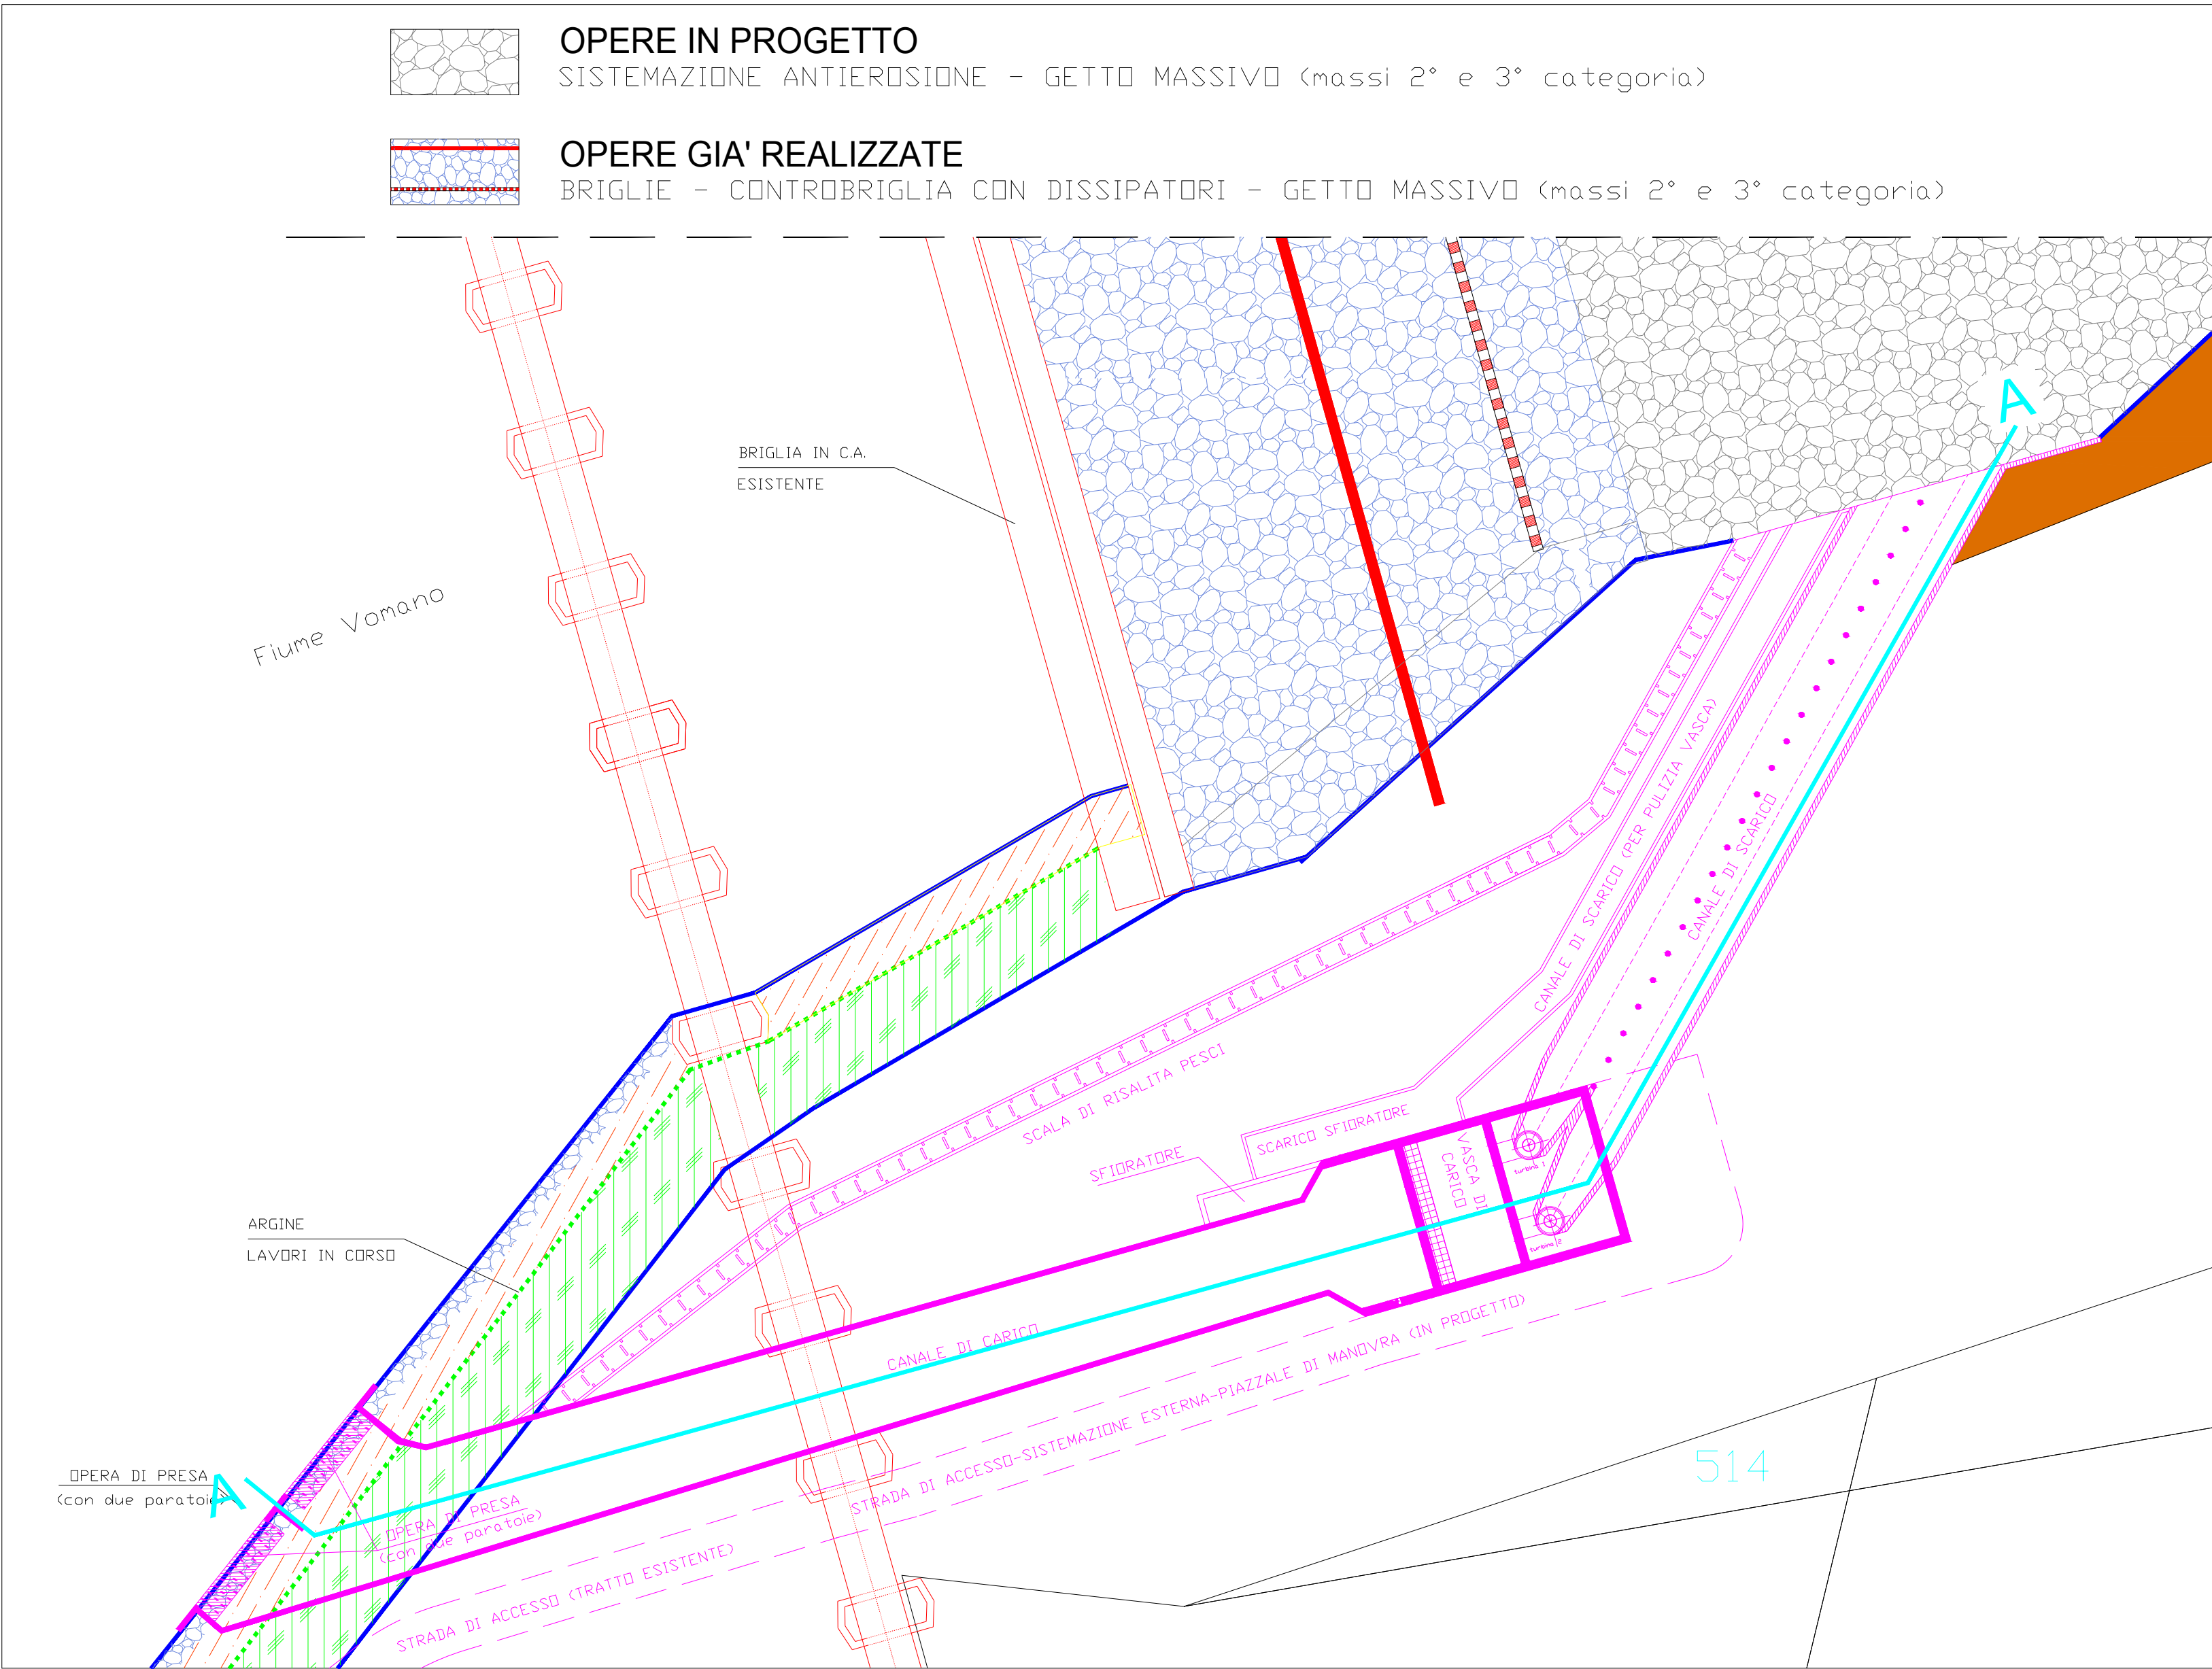 OPERE IN PROGETTO
SISTEMAZIONE ANTIEROSIONE - GETTO MASSIVO (massi 2° e 3° categoria)
OPERE GIA' REALIZZATE
BRIGLIE - CONTROBRIGLIA CON DISSIPATORI - GETTO MASSIVO (massi 2° e 3° categoria)
A
BRIGLIA IN C.A.
ESISTENTE
Fiume Vomano
CANALE DI SCARICO (PER PULIZIA VASCA)
CANALE DI SCARICO
SCALA DI RISALITA PESCI
SCARICO SFIORATORE
SFIORATORE
VASCA DI
CARICO
turbina 1
turbina 2
ARGINE
LAVORI IN CORSO
CANALE DI CARICO
STRADA DI ACCESSO-SISTEMAZIONE ESTERNA-PIAZZALE DI MANOVRA (IN PROGETTO)
514
OPERA DI PRESA
(con due paratoie)
A
OPERA DI PRESA
(con due paratoie)
STRADA DI ACCESSO (TRATTO ESISTENTE)